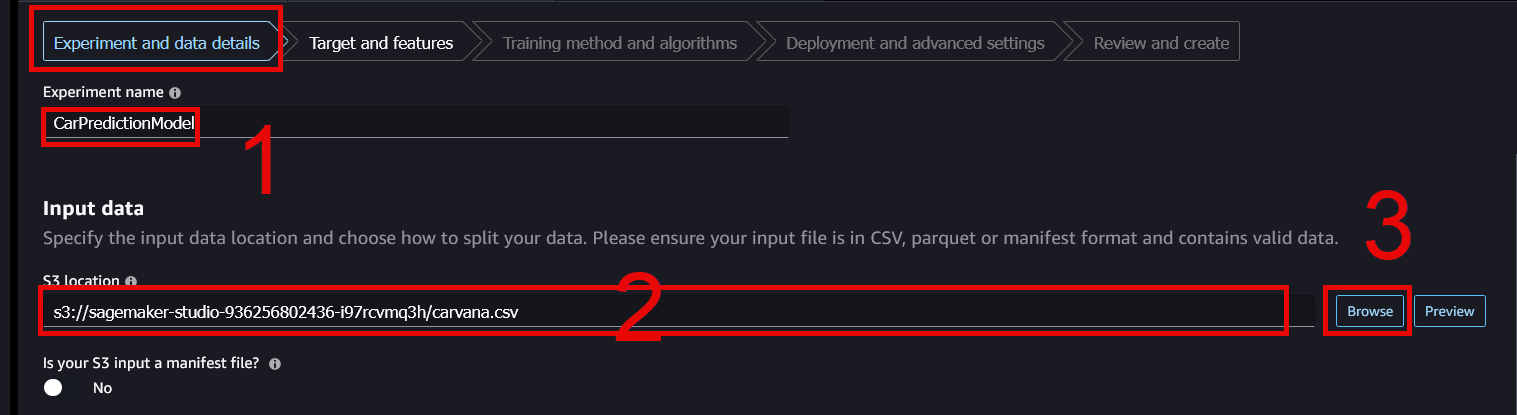 Experiment and data details Target and features Training method and algorithms Deployment and advanced settings Review and create
Experiment name
CarPredictionModel
1
Input data
3
Specify the input data location and choose how to split your data. Please ensure your input file is in CSV, parquet or manifest format and contains valid data.
S3 location
2
s3://sagemaker-studio-936256802436-i97rcvmq3h/carvana.csv Browse Preview
Is your S3 input a manifest file?
No